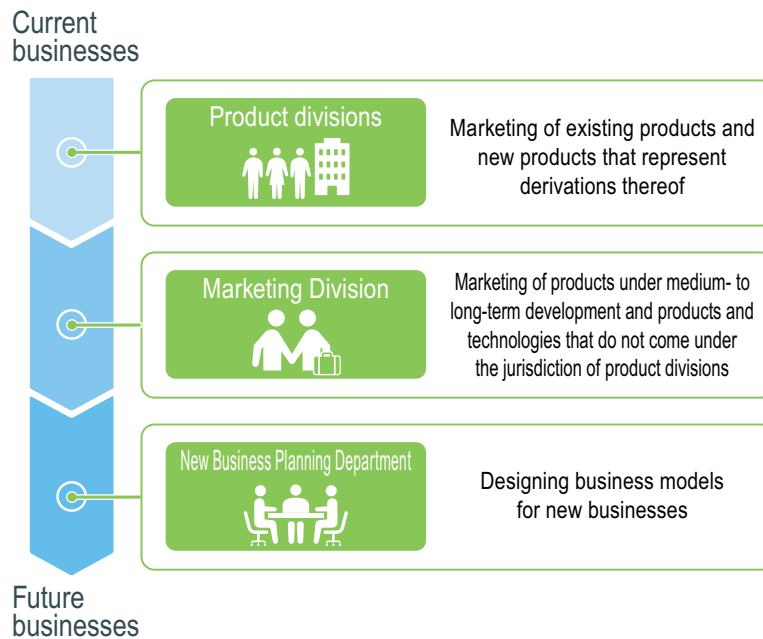 Current
businesses
Product divisions
Marketing of existing products and
new products that represent
derivations thereof
Marketing Division
Marketing of products under medium- to
long-term development and products and
technologies that do not come under
the jurisdiction of product divisions
New Business Planning Department
Designing business models
for new businesses
Future
businesses